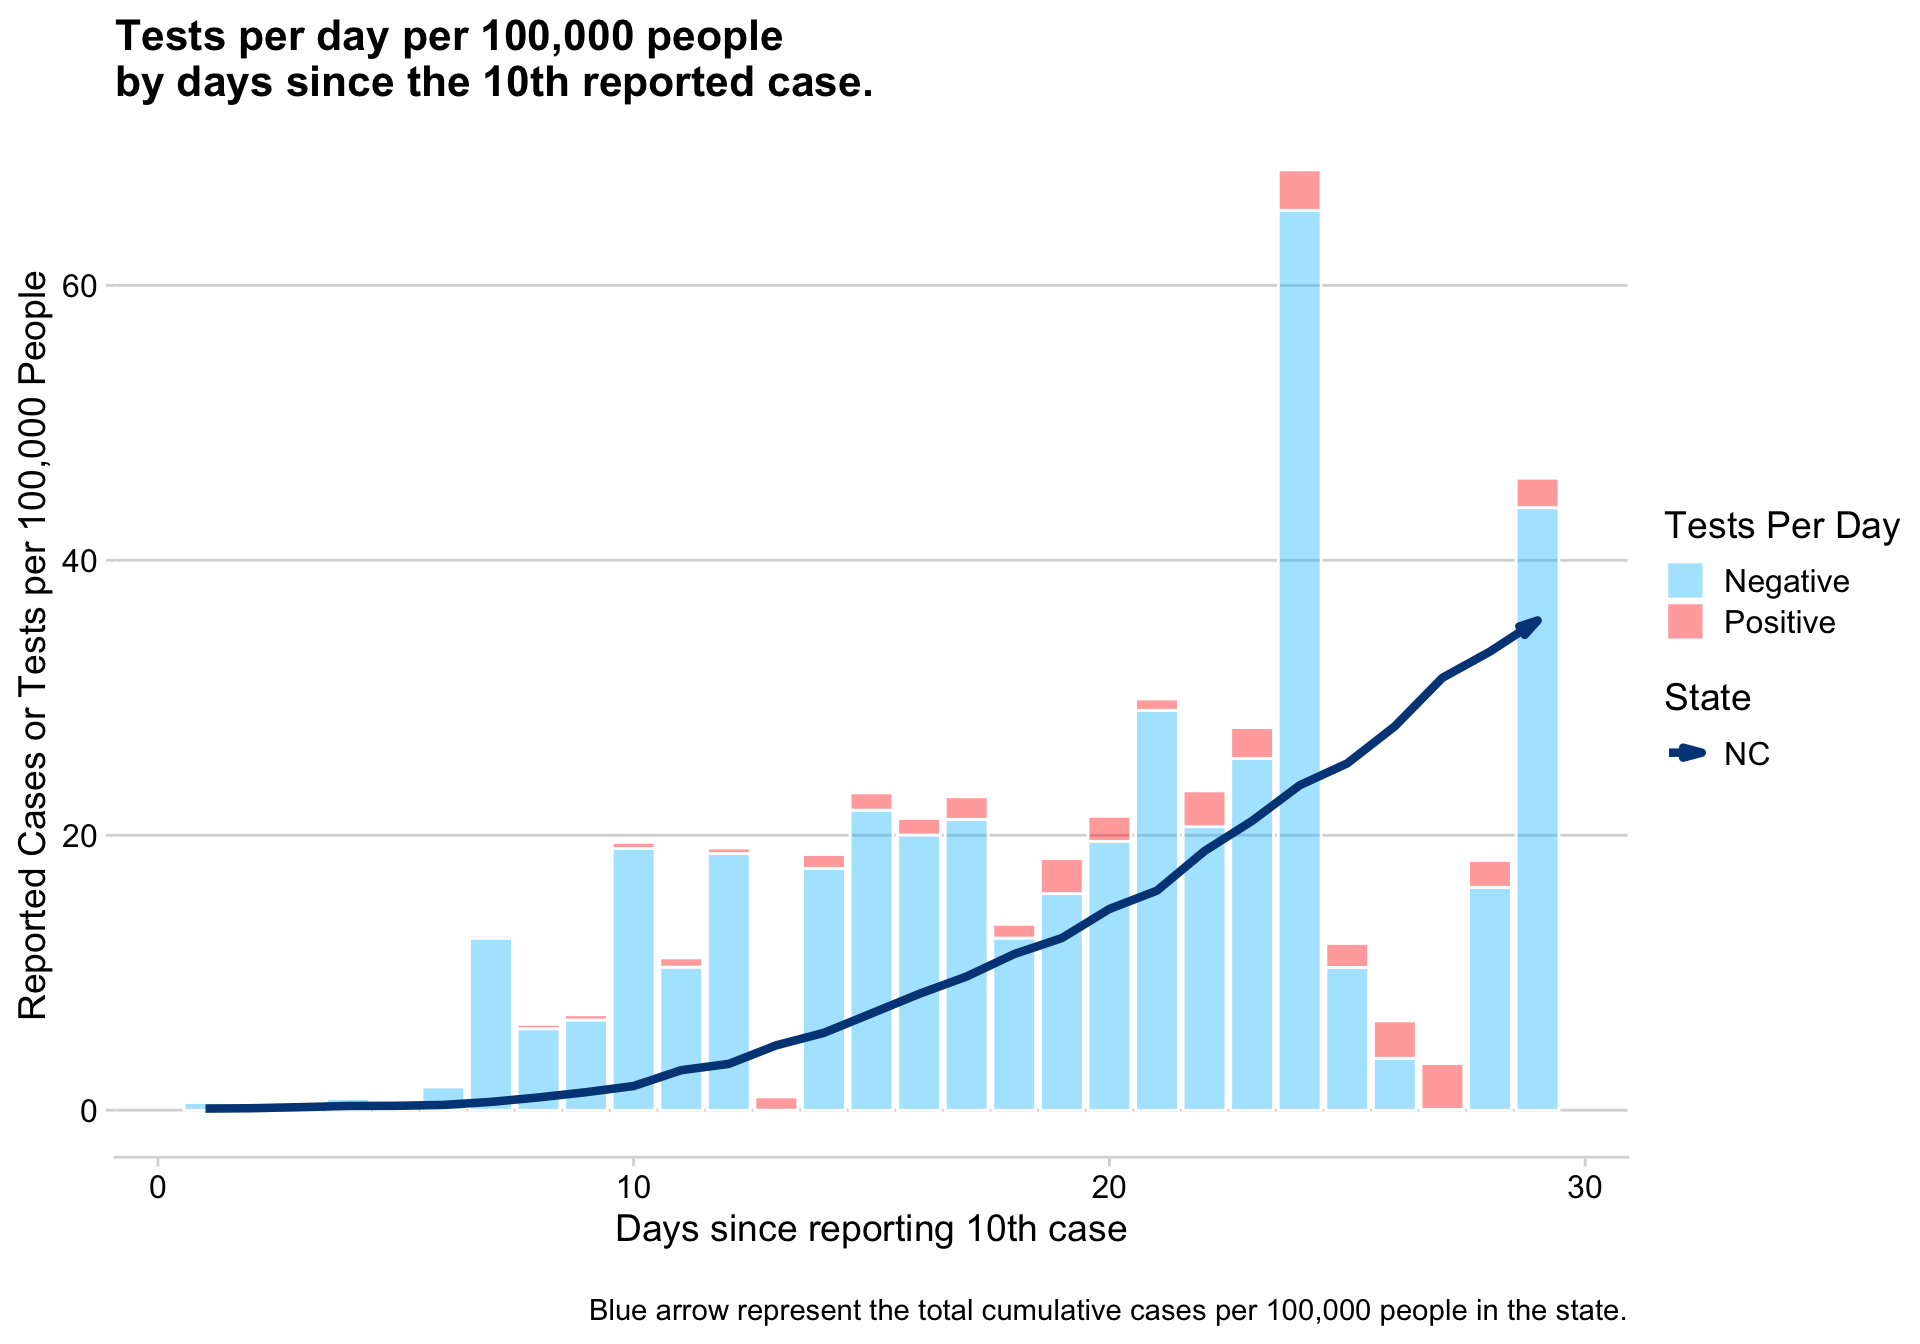 Tests per day per 100,000 people
by days since the 10th reported case.
Reported Cases or Tests per 100,000 People
60
40
20
0
0
10
20
30
Days since reporting 10th case
Tests Per Day
Negative
Positive
State
NC
Blue arrow represent the total cumulative cases per 100,000 people in the state.